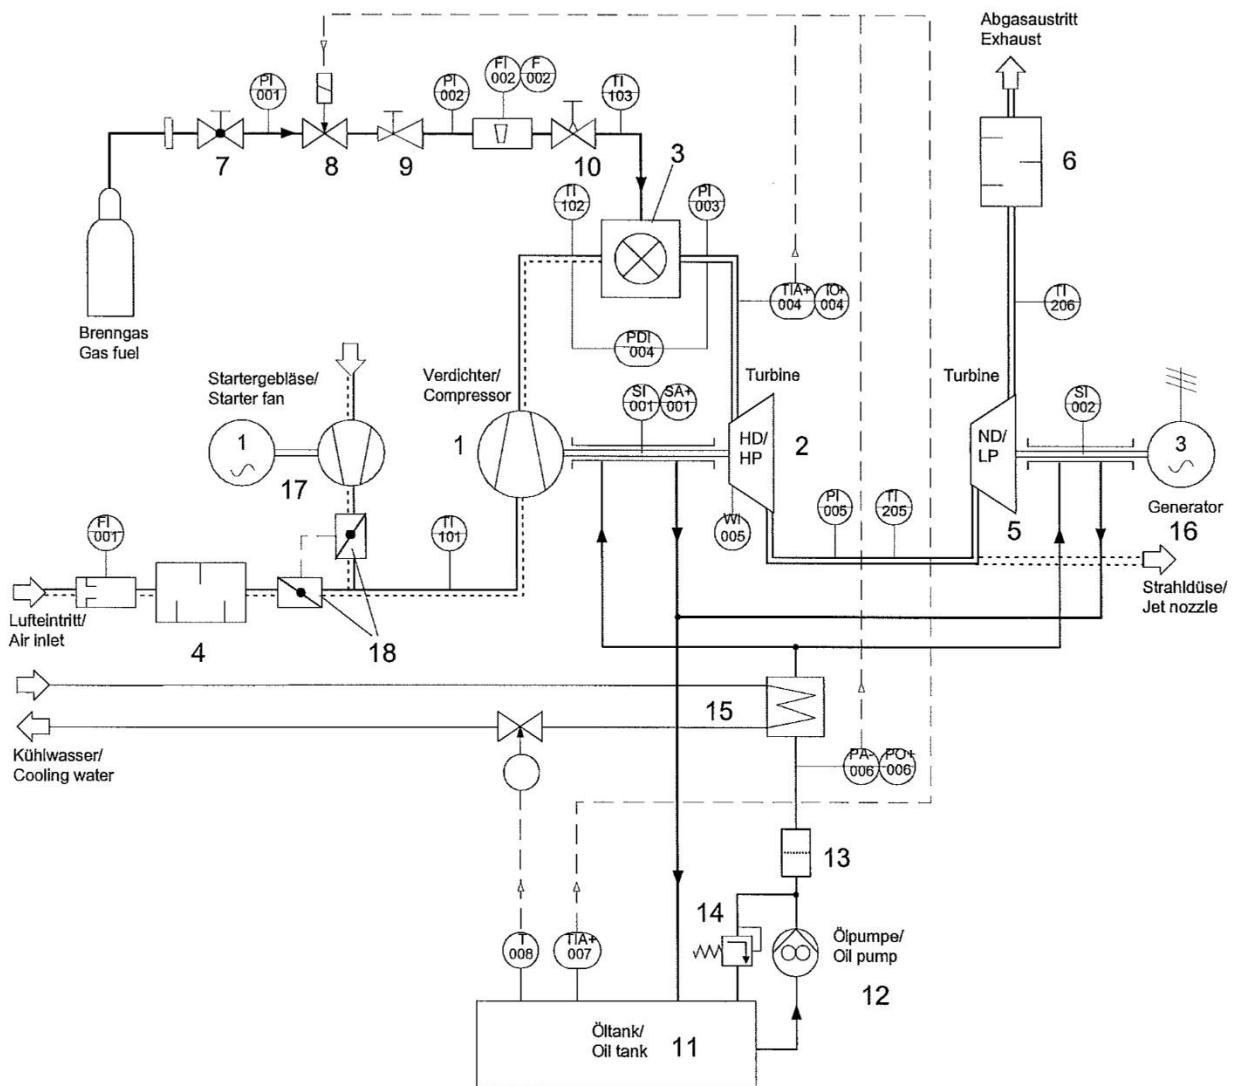 Abgasaustritt
Exhaust
PI
001
PI
002
FI
002
F
002
TI
103
7
8
9
10
3
6
TI
102
PI
003
TIA+
004
TO+
004
TI
206
PDI
004
Brenngas
Gas fuel
Startergebläse/
Starter fan
1
17
Verdichter/
Compressor
1
SI
001
SA+
001
Turbine
HD/
HP
2
Turbine
ND/
LP
5
SI
002
3
Generator
16
FI
001
TI
101
WI
005
PI
005
TI
205
Strahldüse/
Jet nozzle
Lufteintritt/
Air inlet
4
18
15
Kühlwasser/
Cooling water
PA-
006
PO+
006
13
14
T
008
TIA+
007
Ölpumpe/
Oil pump
12
Öltank/
Oil tank
11